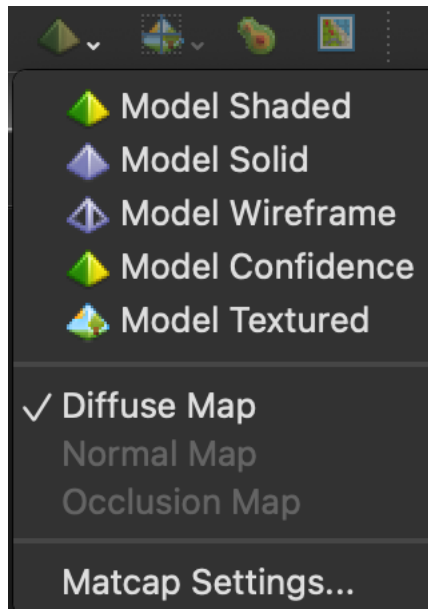 Model Shaded
Model Solid
Model Wireframe
Model Confidence
Model Textured
Diffuse Map
Normal Map
Occlusion Map
Matcap Settings...